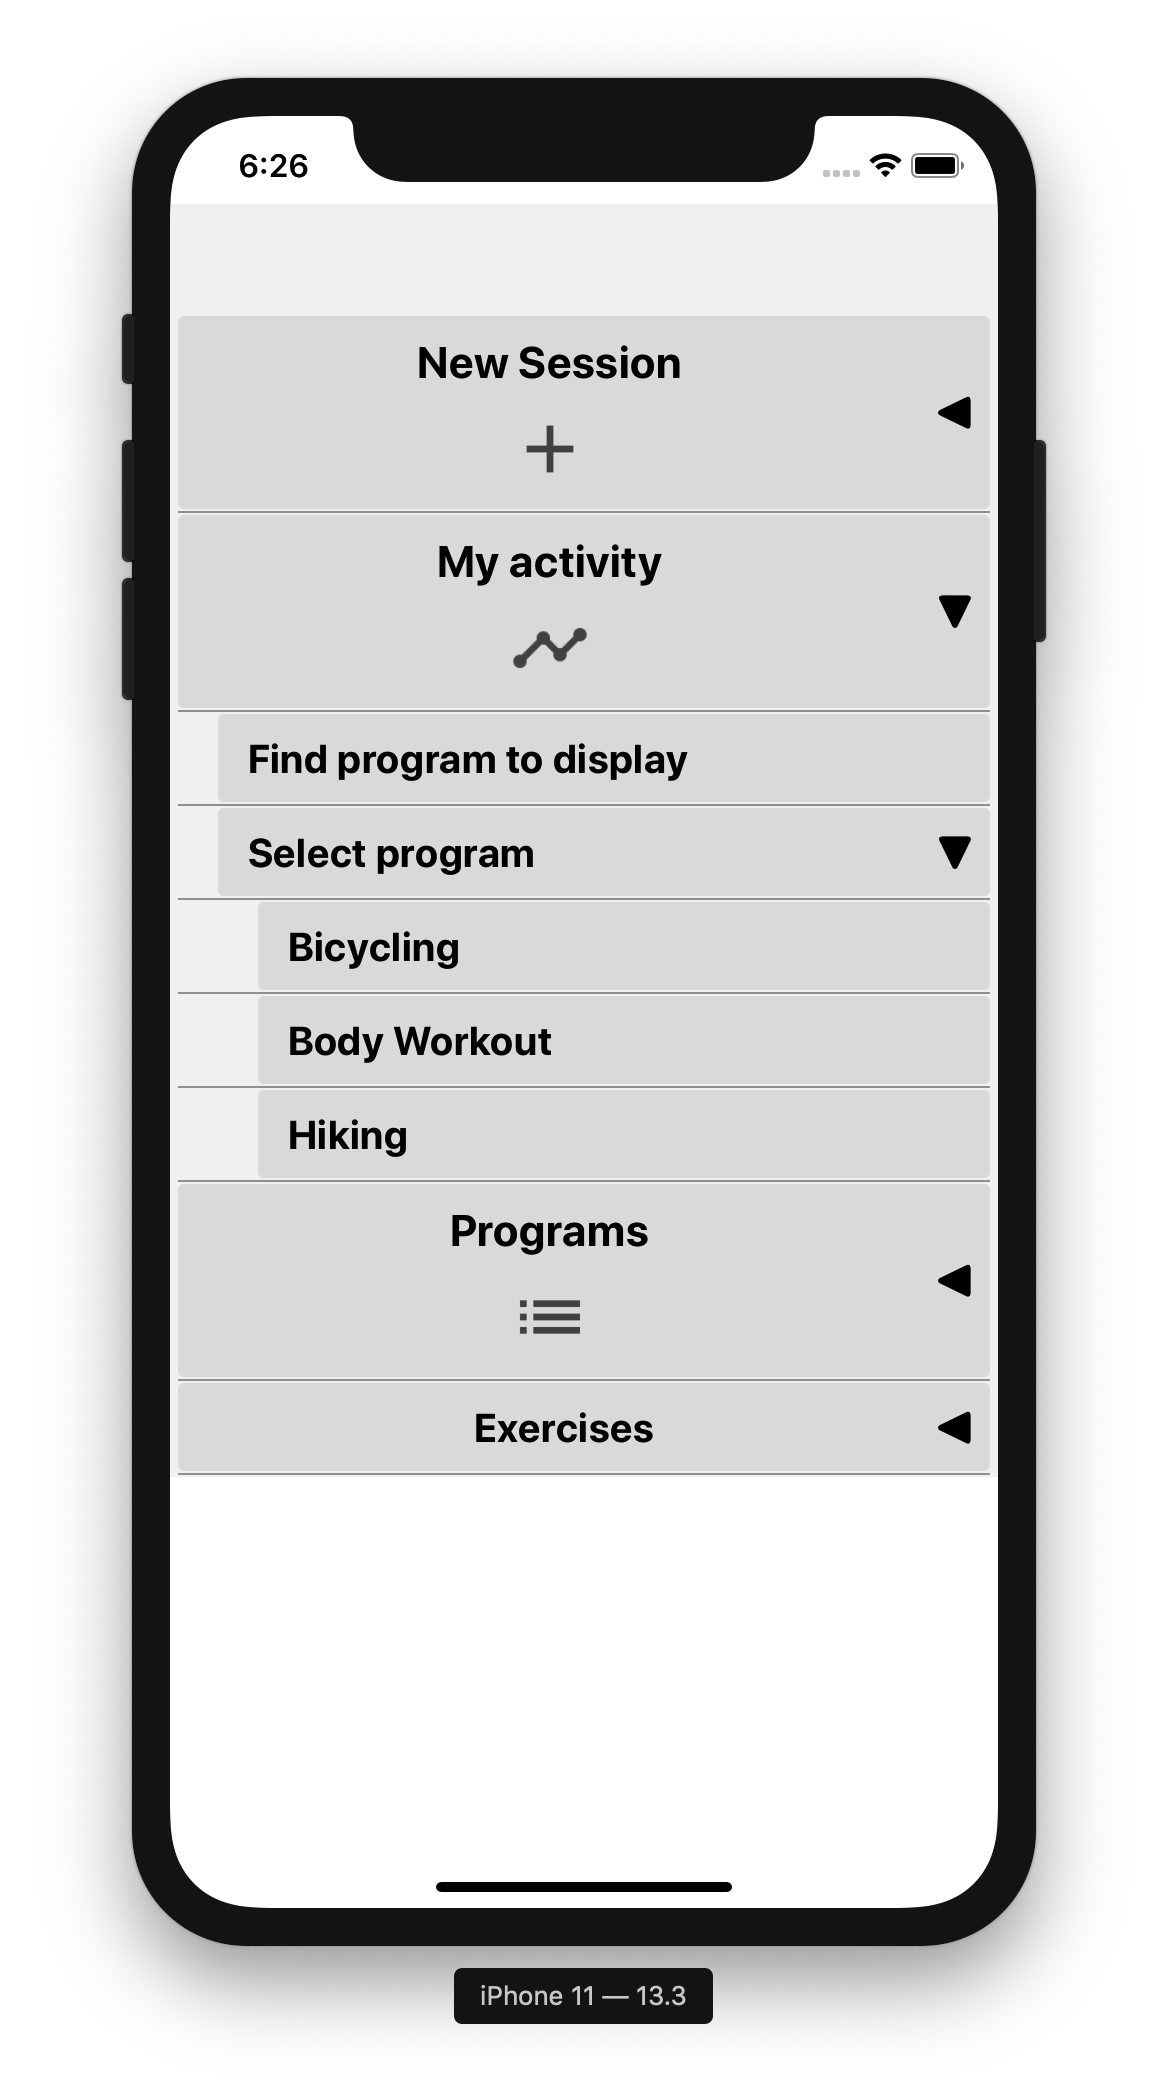 6:26
New Session
My activity
Find program to display
Select program
Bicycling
Body Workout
Hiking
Programs
Exercises
iPhone 11 — 13.3